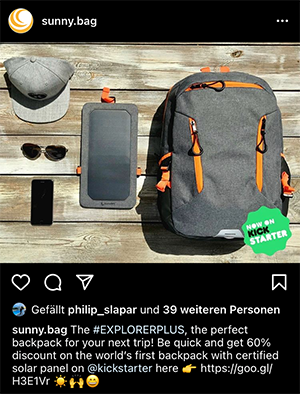 sunny.bag
NOW ON
KICK
STARTER
Gefällt philip_slapar und 39 weiteren Personen
sunny.bag The #EXPLORERPLUS, the perfect
backpack for your next trip! Be quick and get 60%
discount on the world's first backpack with certified
solar panel on @kickstarter here 👉 https://goo.gl/
H3E1Vr ☀️🙌😀